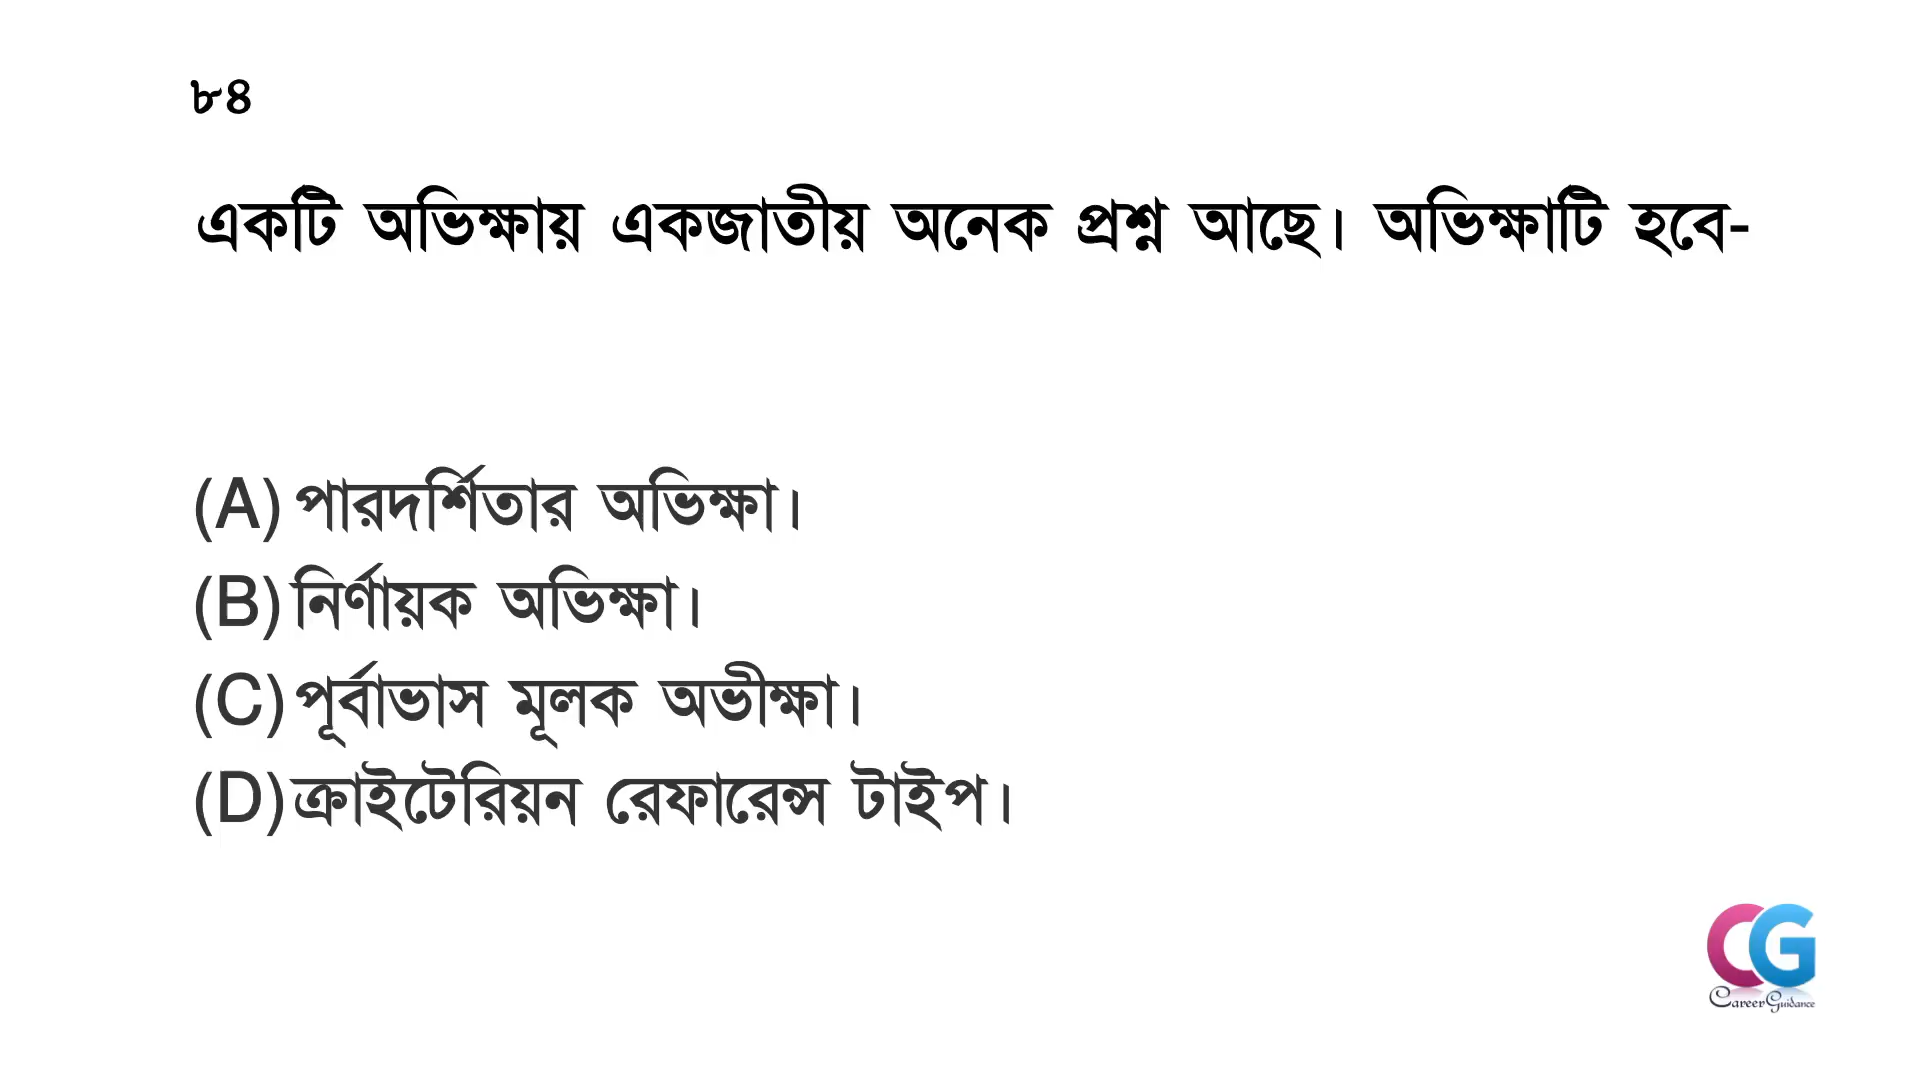 ৮৪
একটি অভিক্ষায় একজাতীয় অনেক প্রশ্ন আছে। অভিক্ষাটি হবে-
(A) পারদর্শিতার অভিক্ষা।
(B) নির্ণায়ক অভিক্ষা।
(C) পূর্বাভাস মূলক অভীক্ষা।
(D) ক্রাইটেরিয়ন রেফারেন্স টাইপ।
CG
Career Guidance